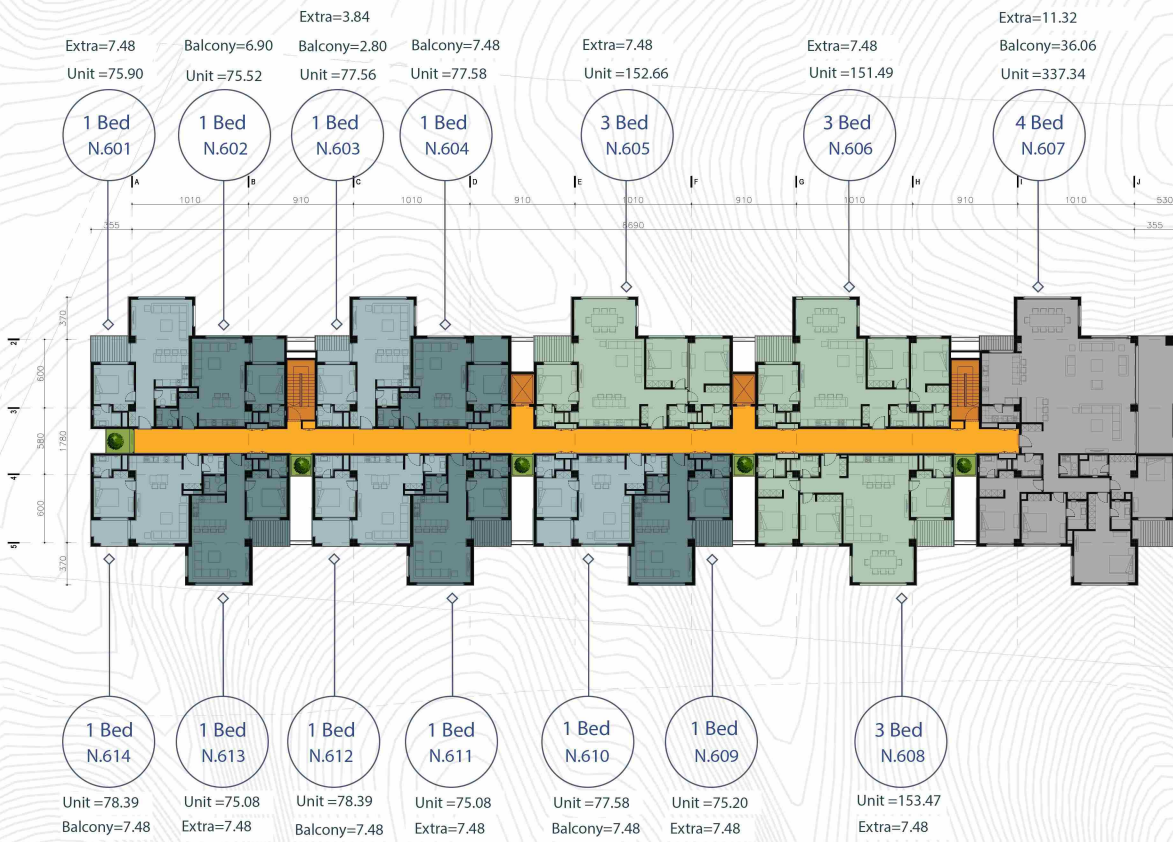 Extra=3.84
Extra=11.32
Extra=7.48
Balcony=6.90
Balcony=2.80
Balcony=7.48
Extra=7.48
Extra=7.48
Balcony=36.06
Unit =75.90
Unit =75.52
Unit =77.56
Unit =77.58
Unit =152.66
Unit =151.49
Unit =337.34
1 Bed
N.601
1 Bed
N.602
1 Bed
N.603
1 Bed
N.604
3 Bed
N.605
3 Bed
N.606
4 Bed
N.607
A
B
C
D
E
F
G
H
I
J
1010
910
1010
910
1010
910
1010
910
1010
530
355
6690
355
370
2
600
3
580
1780
4
600
5
370
1 Bed
N.614
1 Bed
N.613
1 Bed
N.612
1 Bed
N.611
1 Bed
N.610
1 Bed
N.609
3 Bed
N.608
Unit =78.39
Unit =75.08
Unit =78.39
Unit =75.08
Unit =77.58
Unit =75.20
Unit =153.47
Balcony=7.48
Extra=7.48
Balcony=7.48
Extra=7.48
Balcony=7.48
Extra=7.48
Extra=7.48